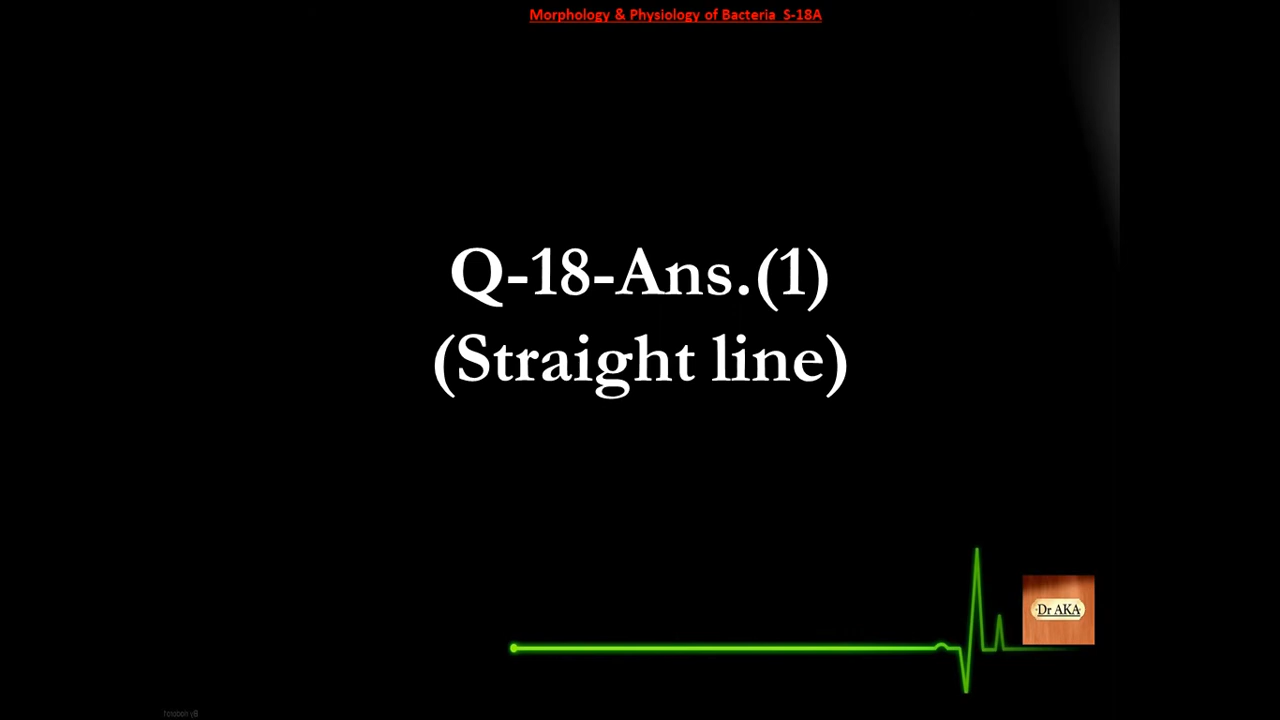 Morphology & Physiology of Bacteria S-18A
Q-18-Ans.(1)
(Straight line)
Dr AKA